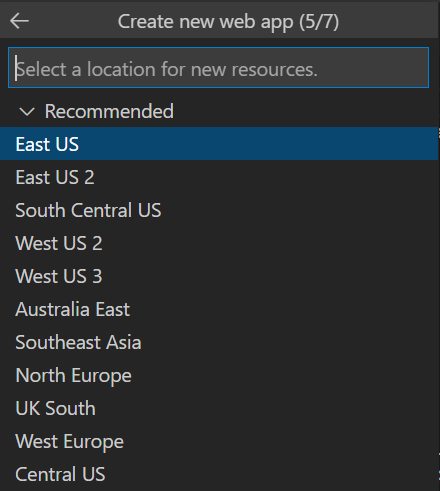 Create new web app (5/7)
Select a location for new resources.
Recommended
East US
East US 2
South Central US
West US 2
West US 3
Australia East
Southeast Asia
North Europe
UK South
West Europe
Central US